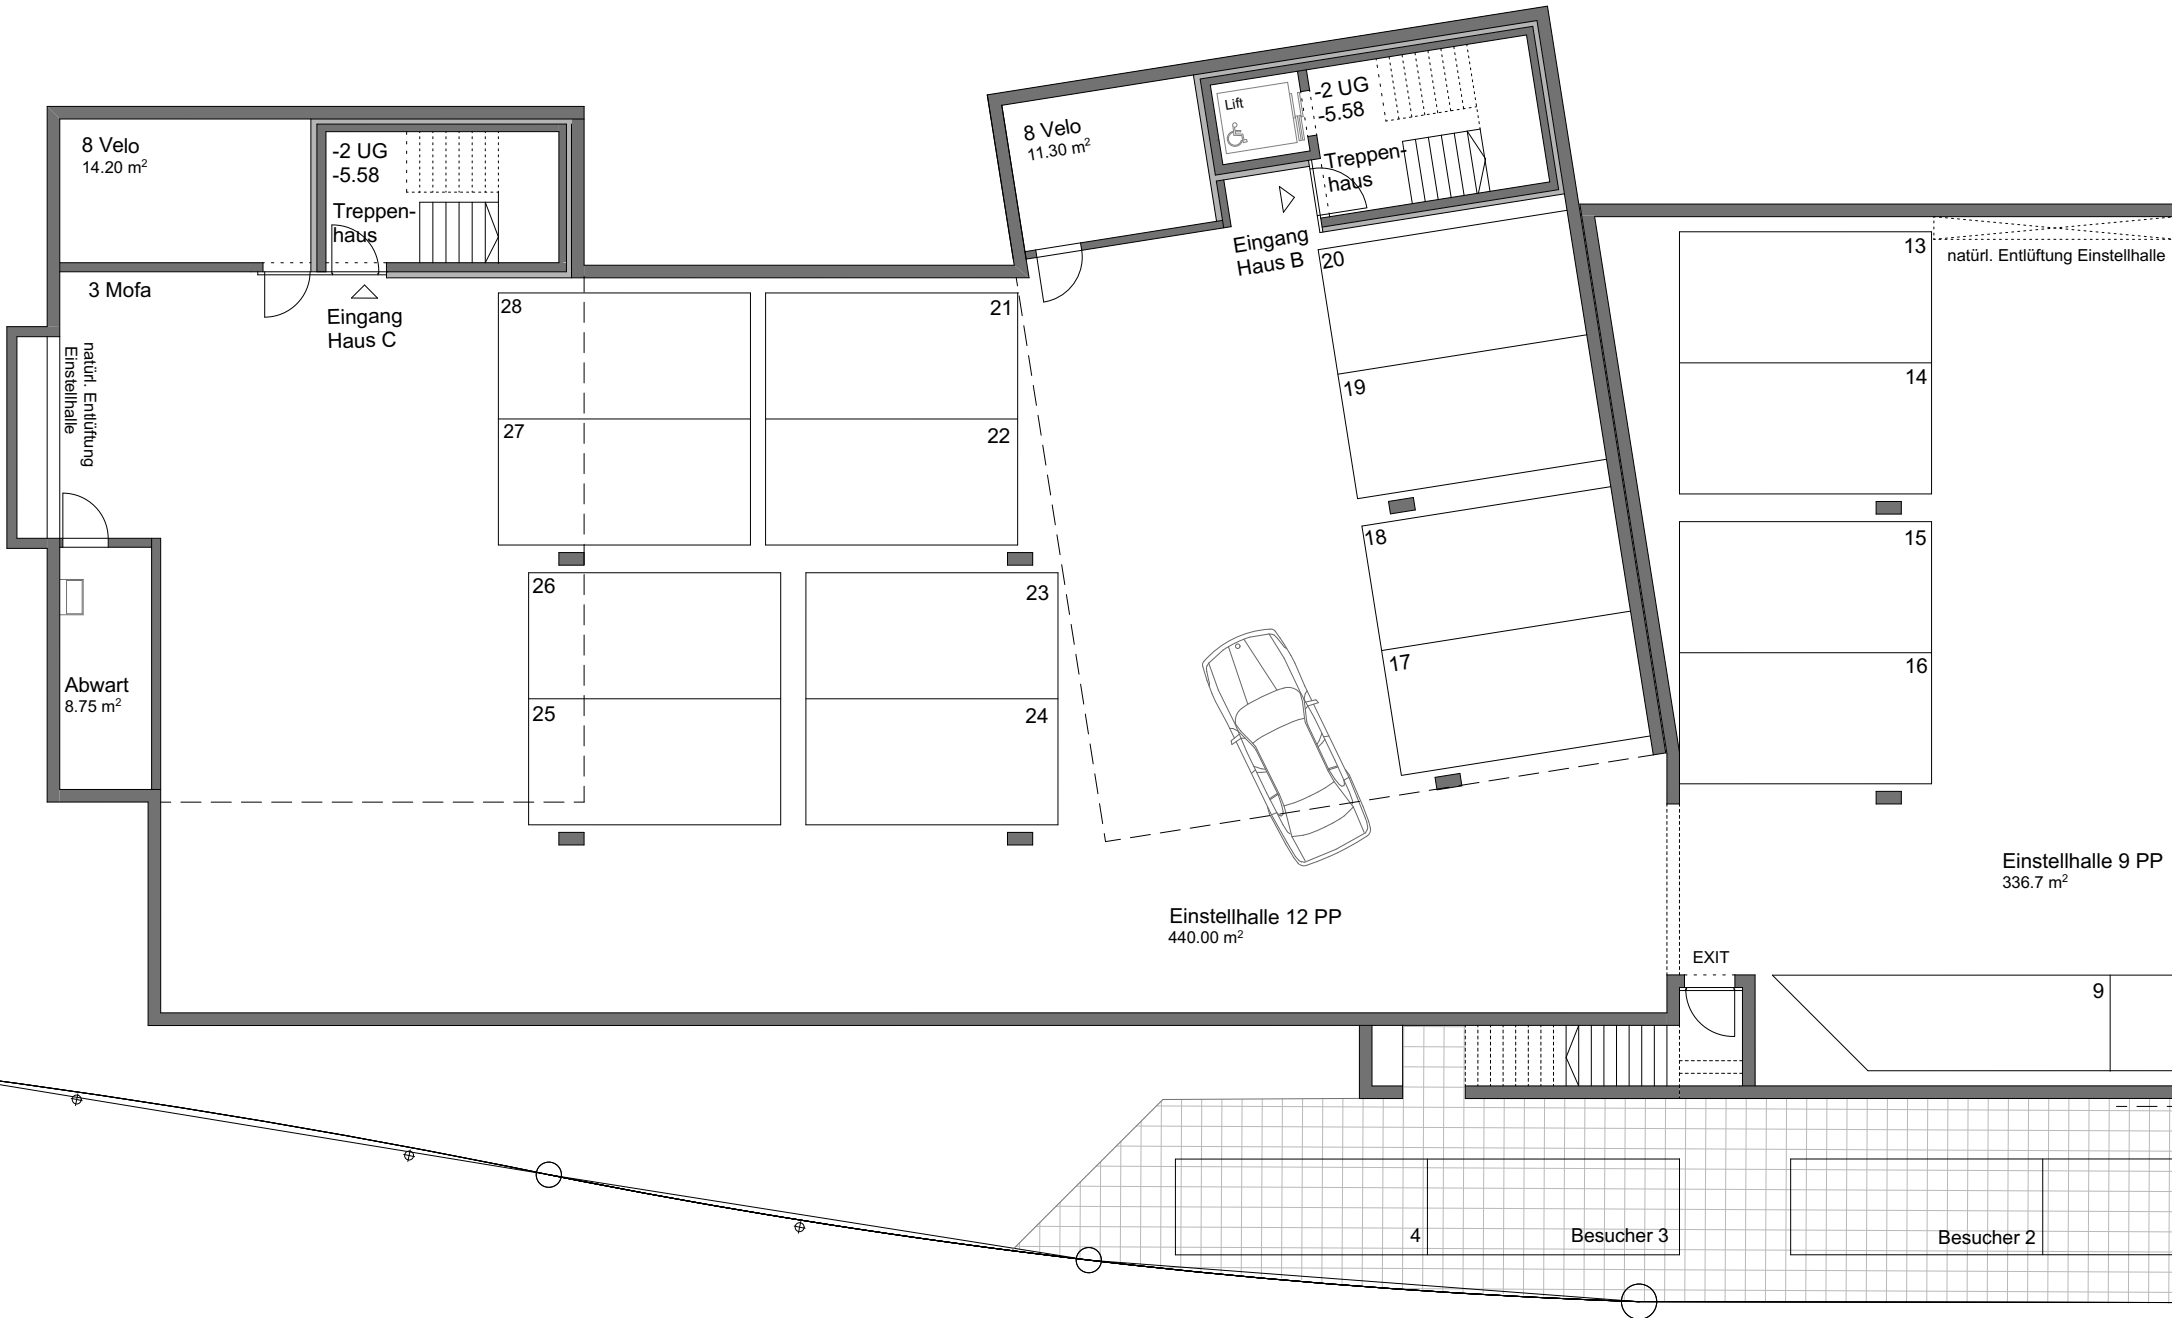 8 Velo
14.20 m²
-2 UG
-5.58
Treppen-
haus
3 Mofa
Eingang
Haus C
natürl. Entlüftung
Einstellhalle
Abwart
8.75 m²
28
27
26
25
21
22
23
24
8 Velo
11.30 m²
Lift
-2 UG
-5.58
Treppen-
haus
Eingang
Haus B
20
19
18
17
Einstellhalle 12 PP
440.00 m²
13
natürl. Entlüftung Einstellhalle
14
15
16
Einstellhalle 9 PP
336.7 m²
EXIT
9
4
Besucher 3
Besucher 2